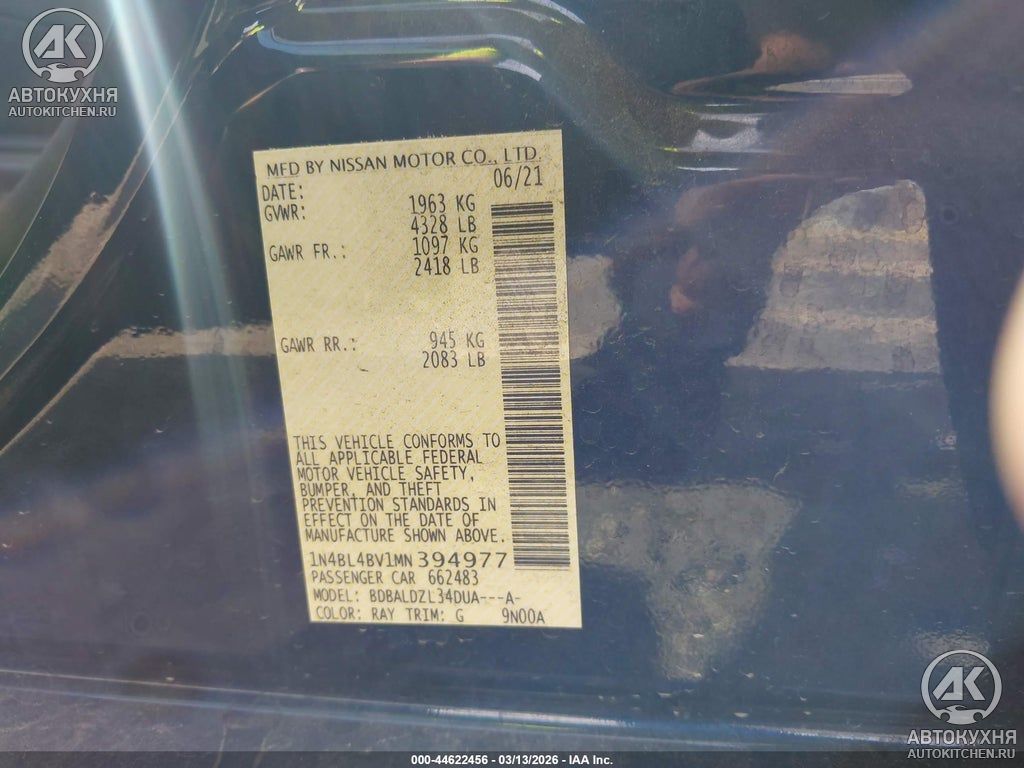 АК
АВТОКУХНЯ
AUTOKITCHEN.RU
MFD BY NISSAN MOTOR CO., LTD.
DATE: 06/21
GVWR: 1963 KG
4328 LB
GAWR FR.: 1097 KG
2418 LB
GAWR RR.: 945 KG
2083 LB
THIS VEHICLE CONFORMS TO
ALL APPLICABLE FEDERAL
MOTOR VEHICLE SAFETY,
BUMPER, AND THEFT
PREVENTION STANDARDS IN
EFFECT ON THE DATE OF
MANUFACTURE SHOWN ABOVE.
1N4BL4BV1MN394977
PASSENGER CAR 662483
MODEL: BDBALDZL34DUA---A-
COLOR: RAY TRIM: G 9N00A
АК
АВТОКУХНЯ
AUTOKITCHEN.RU
000-44622456 - 03/13/2026 - IAA Inc.